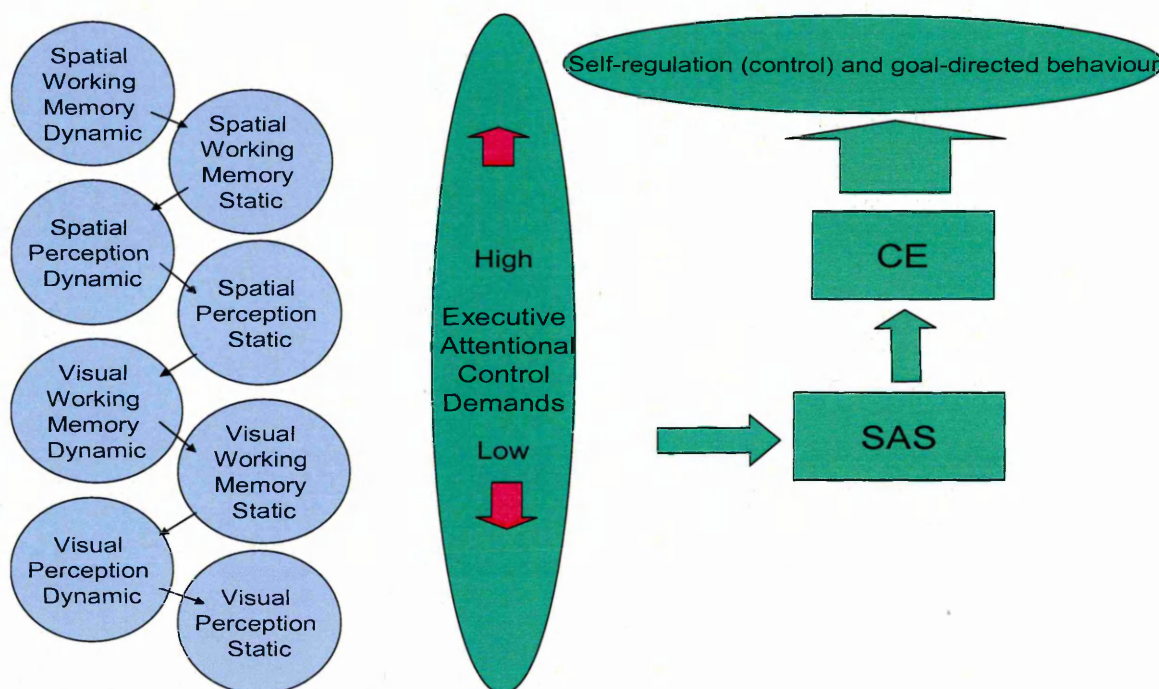 Spatial
Working
Memory
Dynamic
Spatial
Working
Memory
Static
Spatial
Perception
Dynamic
Spatial
Perception
Static
Visual
Working
Memory
Dynamic
Visual
Working
Memory
Static
Visual
Perception
Dynamic
Visual
Perception
Static
High
Executive
Attentional
Control
Demands
Low
Self-regulation (control) and goal-directed behaviour
CE
SAS